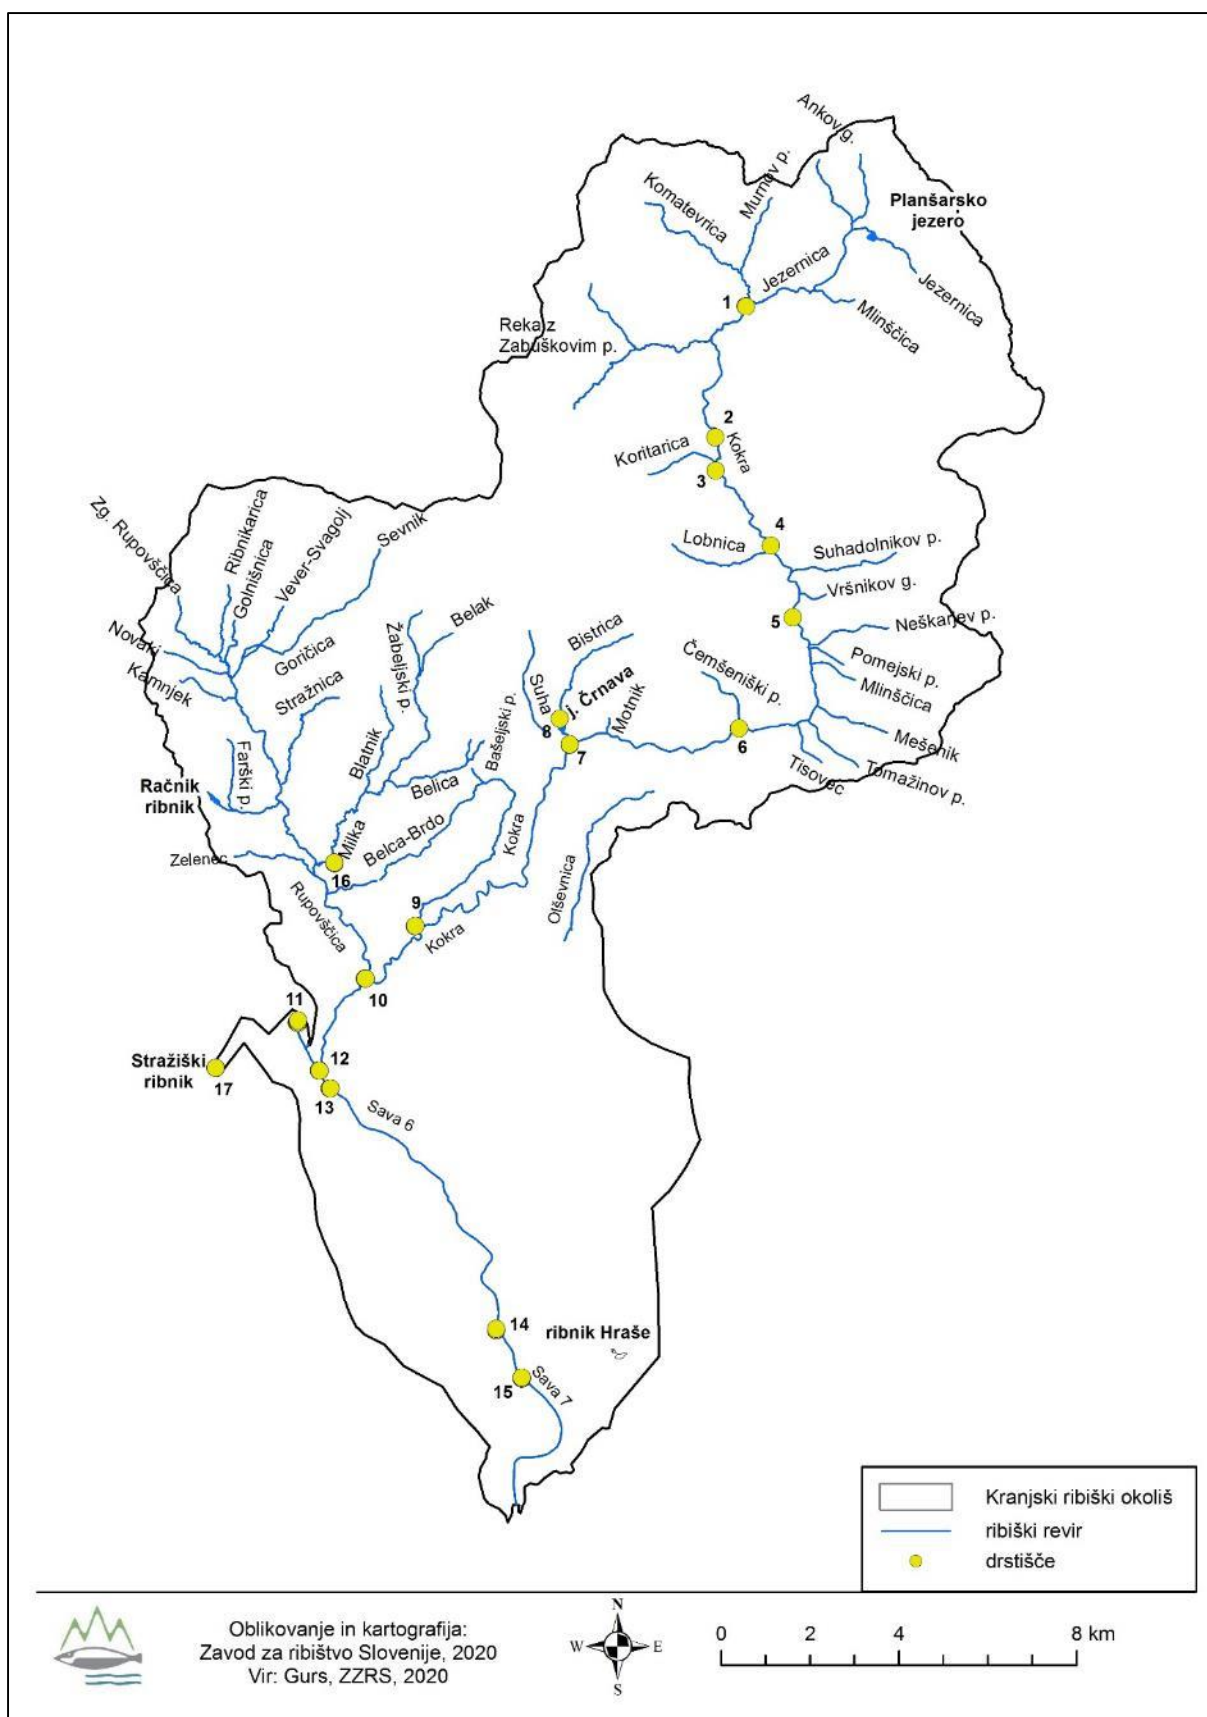 Ankov g.
Murnov p.
Komatevrica
Planšarsko
jezero
Jezernica
Jezernica
1
Mlinščica
Reka z
Zabuškovim p.
2
Kokra
Koritarica
3
4
Lobnica
Suhadolnikov p.
Vršnikov g.
5
Neškarjev p.
Zg. Rupovščica
Ribnikarica
Golnišnica
Vever-Svagolj
Sevnik
Novaki
Goričica
Kamnjek
Stražnica
Žabeljski p.
Belak
Bistrica
Suha
j. Črnava
8
7
Motnik
Čemšeniški p.
6
Pomejski p.
Mlinščica
Mešenik
Tomažinov p.
Tisovec
Blatnik
Bašeljski p.
Belica
Farški p.
Račnik
ribnik
Zelenec
Milka
16
Belca-Brdo
Kokra
Olševnica
Rupovščica
9
Kokra
10
11
Stražiški
ribnik
17
12
13
Sava 6
14
ribnik Hraše
15
Sava 7
Kranjski ribiški okoliš
ribiški revir
drstišče
Oblikovanje in kartografija:
Zavod za ribištvo Slovenije, 2020
Vir: Gurs, ZZRS, 2020
N
W E
S
0 2 4 8 km